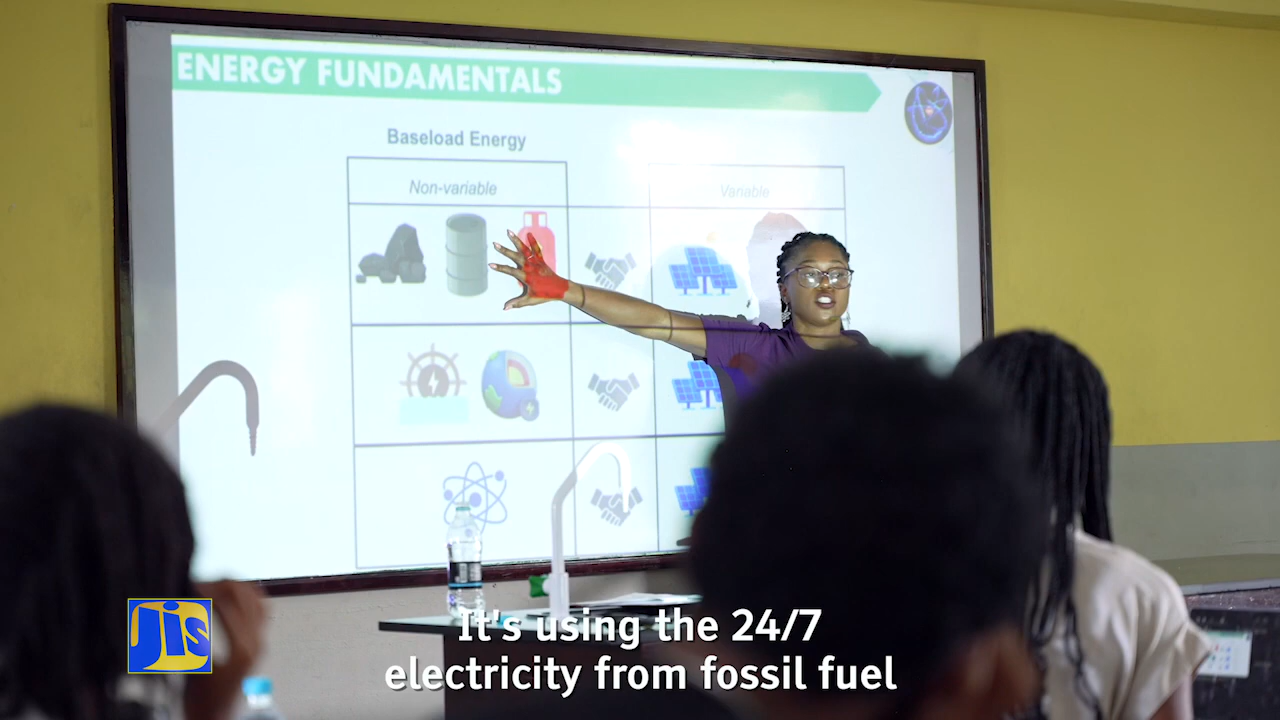 ENERGY FUNDAMENTALS
Baseload Energy
Non-variable
Variable
JIS
It's using the 24/7
electricity from fossil fuel